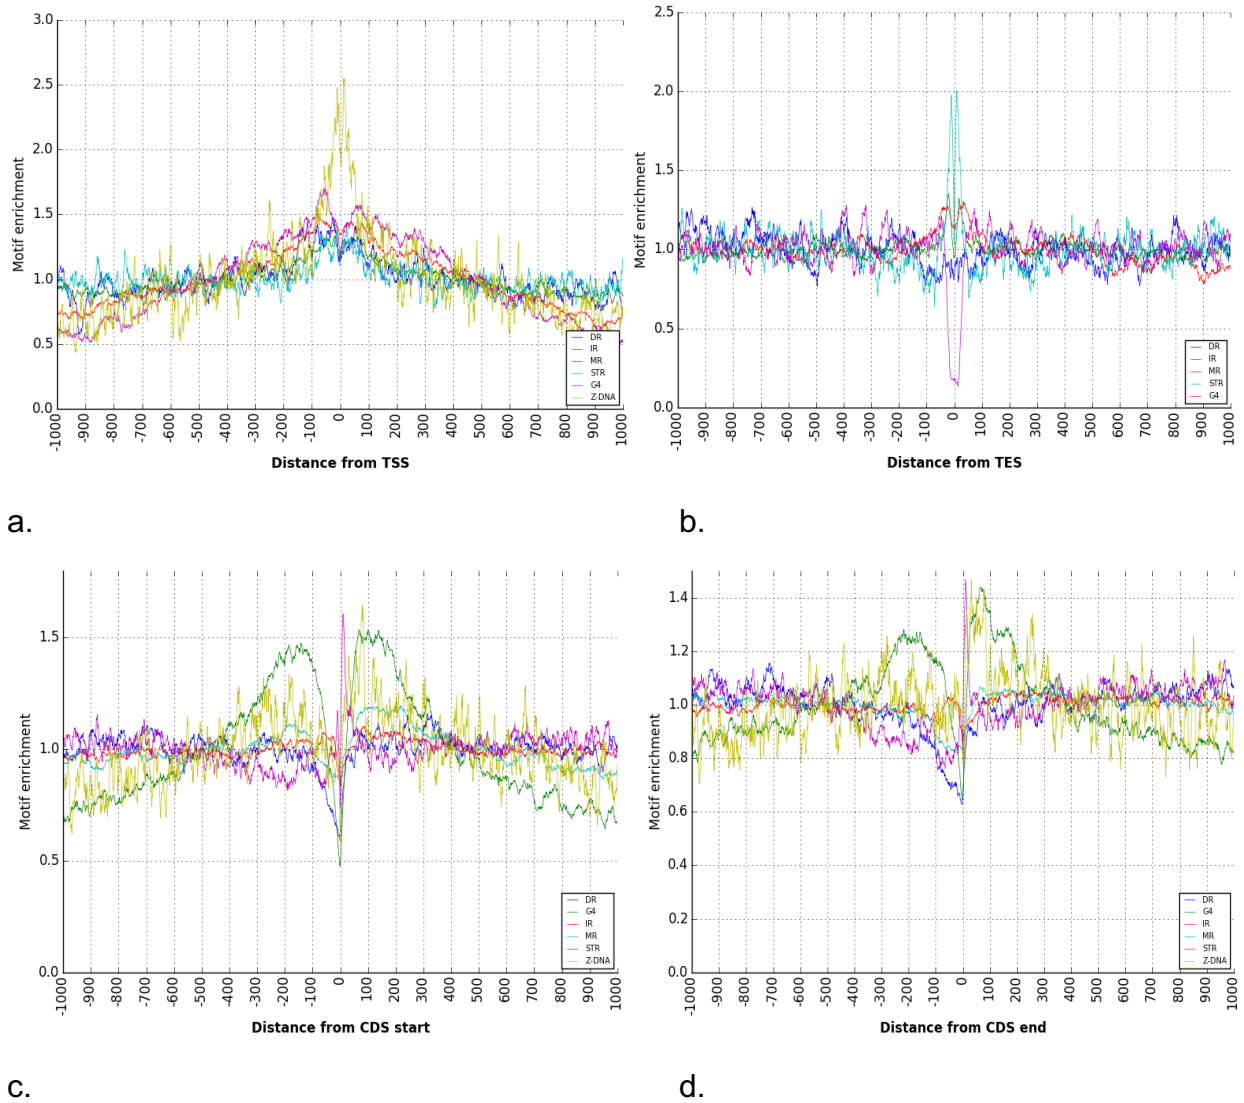 3.0
2.5
2.0
1.5
1.0
0.5
0.0
Motif enrichment
-1000 -900 -800 -700 -600 -500 -400 -300 -200 -100 0 100 200 300 400 500 600 700 800 900 1000
Distance from TSS
DR
IR
MR
STR
G4
Z-DNA
a.
2.5
2.0
1.5
1.0
0.5
0.0
Motif enrichment
-1000 -900 -800 -700 -600 -500 -400 -300 -200 -100 0 100 200 300 400 500 600 700 800 900 1000
Distance from TES
DR
IR
MR
STR
G4
b.
1.5
1.0
0.5
0.0
Motif enrichment
-1000 -900 -800 -700 -600 -500 -400 -300 -200 -100 0 100 200 300 400 500 600 700 800 900 1000
Distance from CDS start
DR
G4
IR
MR
STR
Z-DNA
c.
1.4
1.2
1.0
0.8
0.6
0.4
0.2
0.0
Motif enrichment
-1000 -900 -800 -700 -600 -500 -400 -300 -200 -100 0 100 200 300 400 500 600 700 800 900 1000
Distance from CDS end
DR
G4
IR
MR
STR
Z-DNA
d.